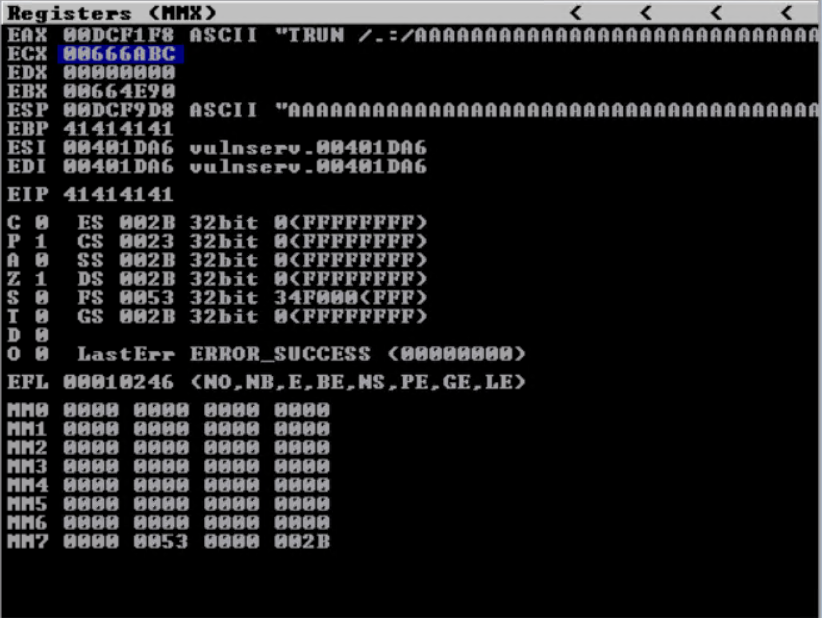 Registers (MMX) < < < <
EAX 00DCF1F8 ASCII "TRUN /.:/AAAAAAAAAAAAAAAAAAAAAAAAAAAAA
ECX 00666ABC
EDX 00000000
EBX 00664E90
ESP 00DCF9D8 ASCII "AAAAAAAAAAAAAAAAAAAAAAAAAAAAAAAAAAAAAA
EBP 41414141
ESI 00401DA6 vulnserv.00401DA6
EDI 00401DA6 vulnserv.00401DA6
EIP 41414141
C 0 ES 002B 32bit 0(FFFFFFFF)
P 1 CS 0023 32bit 0(FFFFFFFF)
A 0 SS 002B 32bit 0(FFFFFFFF)
Z 1 DS 002B 32bit 0(FFFFFFFF)
S 0 FS 0053 32bit 34F000(FFF)
T 0 GS 002B 32bit 0(FFFFFFFF)
D 0
O 0 LastErr ERROR_SUCCESS (00000000)
EFL 00010246 (NO,NB,E,BE,NS,PE,GE,LE)
MM0 0000 0000 0000 0000
MM1 0000 0000 0000 0000
MM2 0000 0000 0000 0000
MM3 0000 0000 0000 0000
MM4 0000 0000 0000 0000
MM5 0000 0000 0000 0000
MM6 0000 0000 0000 0000
MM7 0000 0053 0000 002B